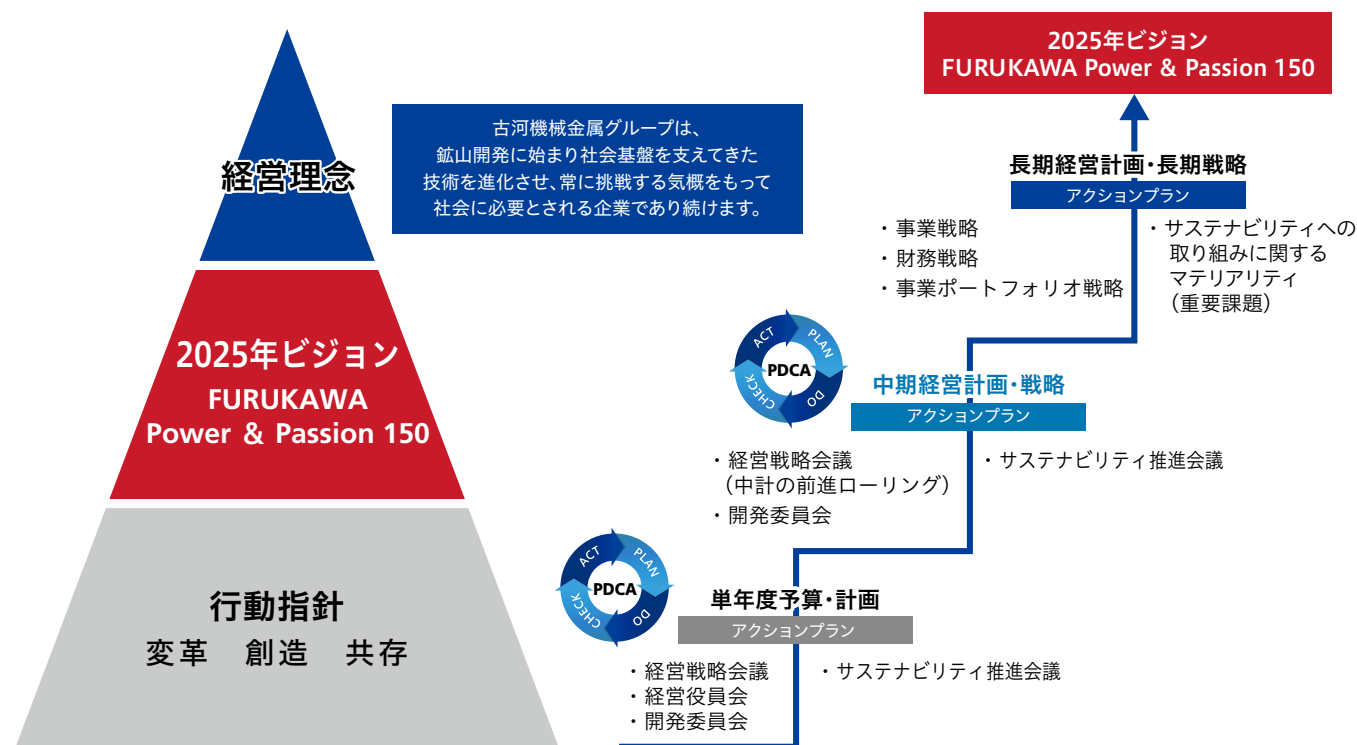 経営理念
古河機械金属グループは、
鉱山開発に始まり社会基盤を支えてきた
技術を進化させ、常に挑戦する気概をもって
社会に必要とされる企業であり続けます。
2025年ビジョン
FURUKAWA
Power & Passion 150
行動指針
変革　創造　共存
2025年ビジョン
FURUKAWA Power & Passion 150
長期経営計画・長期戦略
アクションプラン
・事業戦略
・財務戦略
・事業ポートフォリオ戦略
・サステナビリティへの
取り組みに関する
マテリアリティ
（重要課題）
ACT
PLAN
PDCA
CHECK
DO
中期経営計画・戦略
アクションプラン
・経営戦略会議
（中計の前進ローリング）
・開発委員会
・サステナビリティ推進会議
ACT
PLAN
PDCA
CHECK
DO
単年度予算・計画
アクションプラン
・経営戦略会議
・経営役員会
・開発委員会
・サステナビリティ推進会議